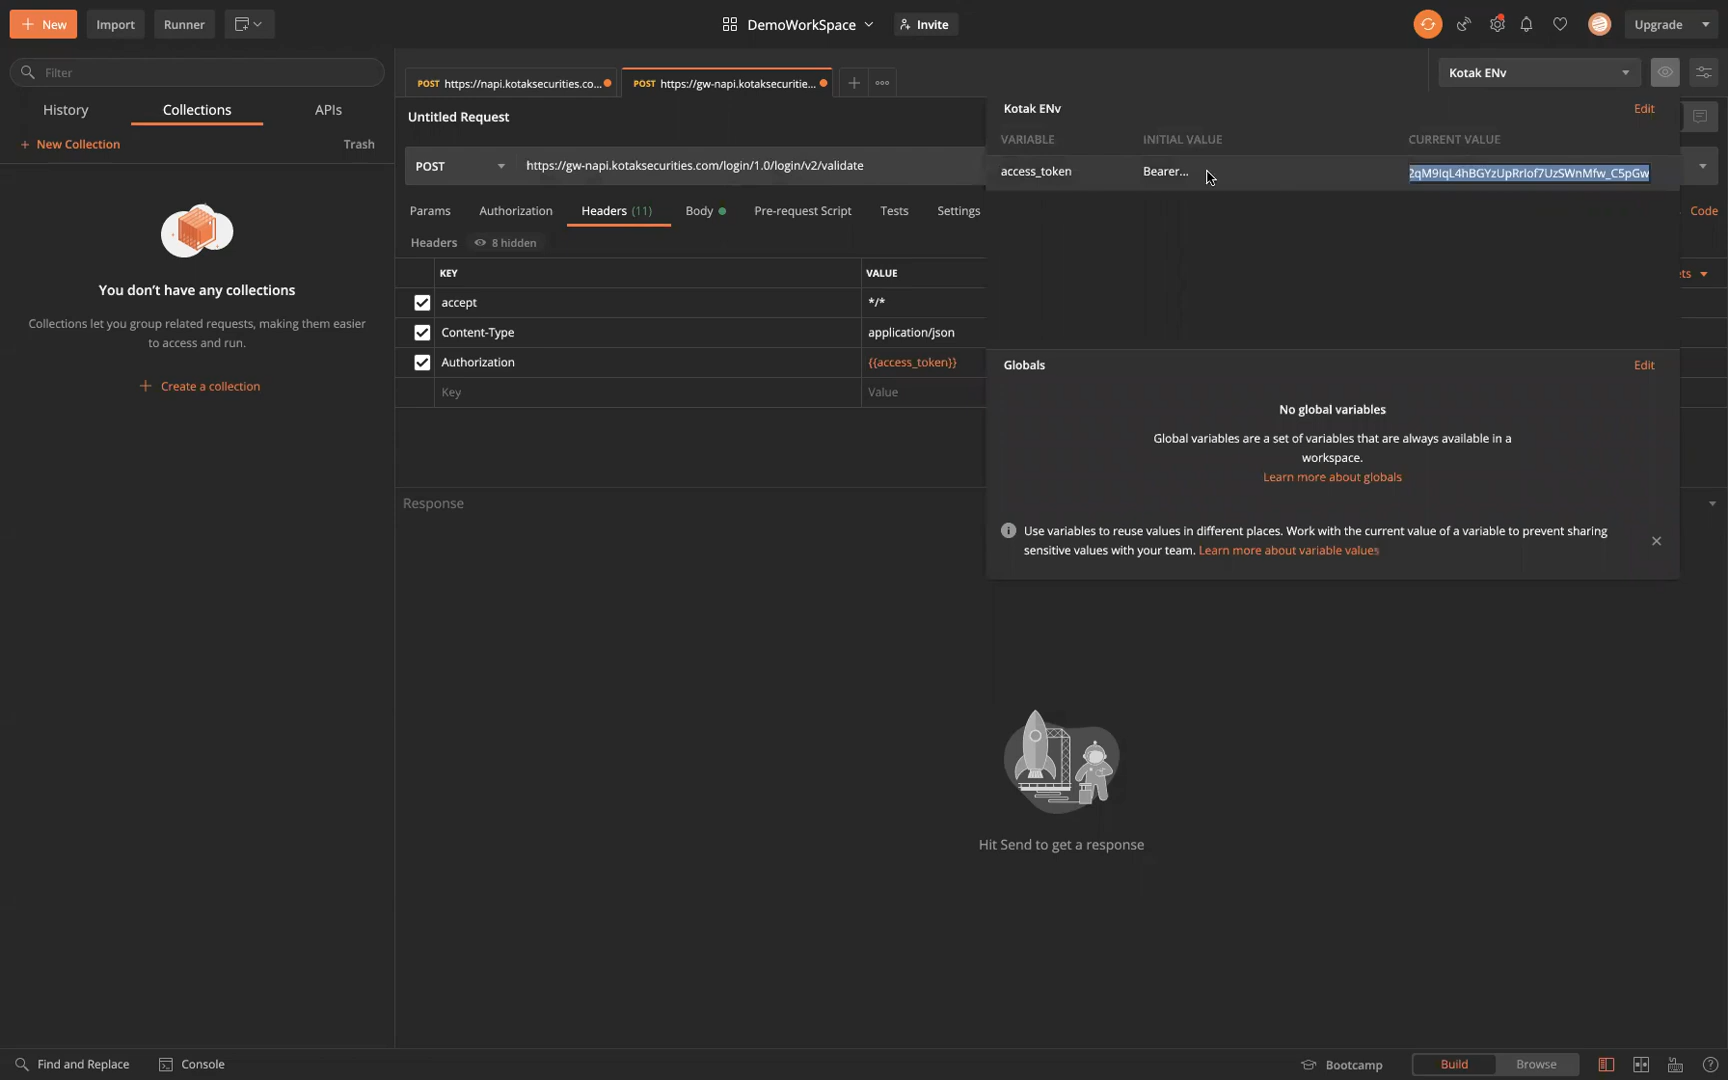 New
Import
Runner
DemoWorkSpace
Invite
Upgrade
Filter
History
Collections
APIs
+ New Collection
Trash
You don't have any collections
Collections let you group related requests, making them easier
to access and run.
+ Create a collection
POST https://napi.kotaksecurities.co...
POST https://gw-napi.kotaksecuritie...
Kotak ENv
Untitled Request
POST
https://gw-napi.kotaksecurities.com/login/1.0/login/v2/validate
Params
Authorization
Headers (11)
Body
Pre-request Script
Tests
Settings
Code
Headers
8 hidden
KEY
VALUE
ets
accept
*/*
Content-Type
application/json
Authorization
{{access_token}}
Key
Value
Response
Kotak ENv
Edit
VARIABLE
INITIAL VALUE
CURRENT VALUE
access_token
Bearer...
Globals
Edit
No global variables
Global variables are a set of variables that are always available in a
workspace.
Learn more about globals
Use variables to reuse values in different places. Work with the current value of a variable to prevent sharing
sensitive values with your team. Learn more about variable values
Hit Send to get a response
Find and Replace
Console
Bootcamp
Build
Browse